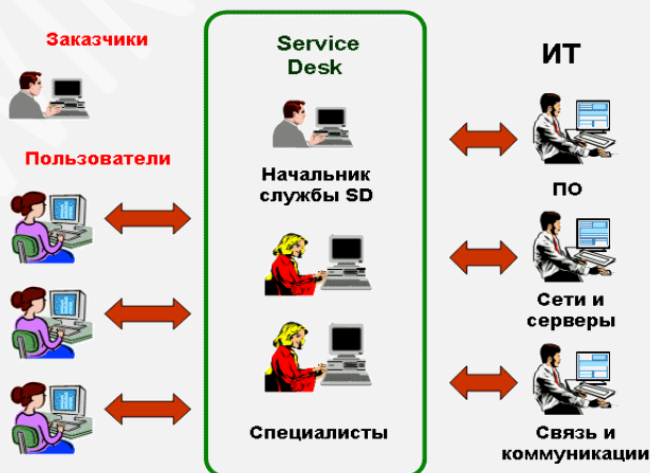 Заказчики
Пользователи
Service
Desk
Начальник
службы SD
Специалисты
ИТ
ПО
Сети и
серверы
Связь и
коммуникации